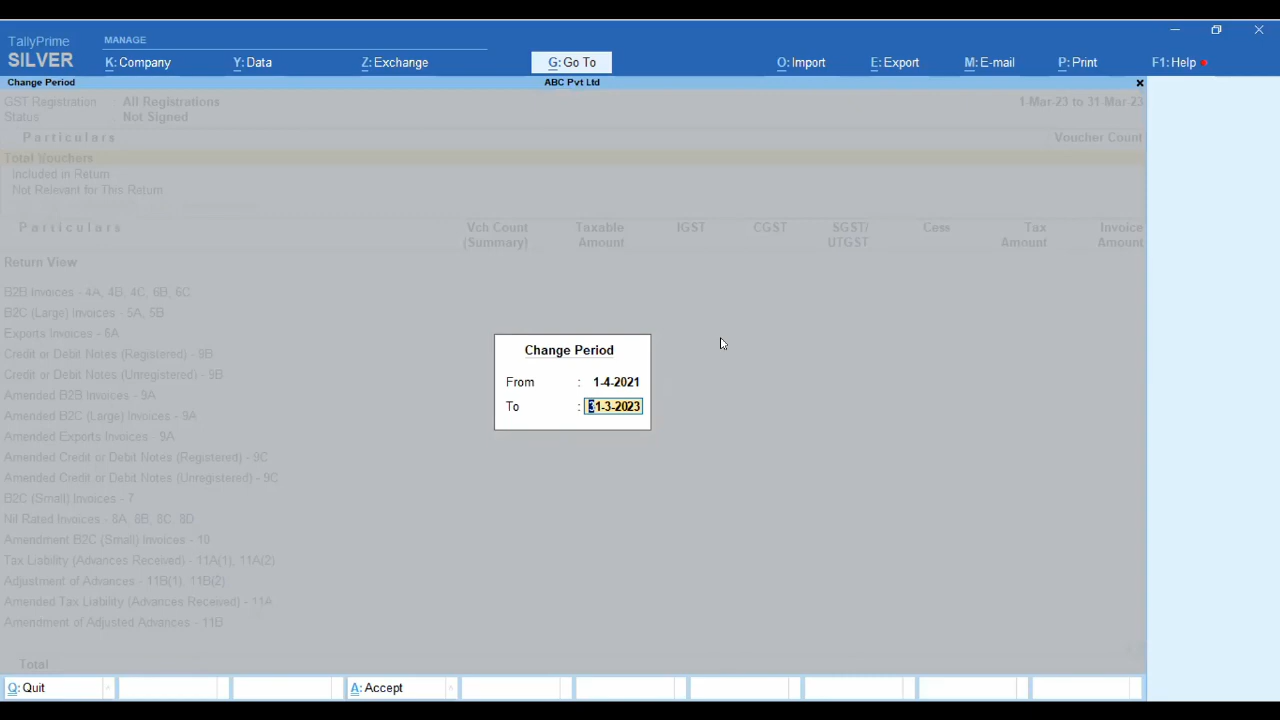 TallyPrime
SILVER
MANAGE
K: Company
Y: Data
Z: Exchange
G: Go To
O: Import
E: Export
M: E-mail
P: Print
F1: Help
Change Period
ABC Pvt Ltd
GST Registration
All Registrations
1-Mar-23 to 31-Mar-23
Status
Not Signed
Particulars
Voucher Count
Total Vouchers
Included in Return
Not Relevant for This Return
Particulars
Vch Count
(Summary)
Taxable
Amount
IGST
CGST
SGST/
UTGST
Cess
Tax
Amount
Invoice
Amount
Return View
B2B Invoices - 4A, 4B, 4C, 6B, 6C
B2C (Large) Invoices - 5A, 5B
Exports Invoices - 6A
Credit or Debit Notes (Registered) - 9B
Credit or Debit Notes (Unregistered) - 9B
Amended B2B Invoices - 9A
Amended B2C (Large) Invoices - 9A
Amended Exports Invoices - 9A
Amended Credit or Debit Notes (Registered) - 9C
Amended Credit or Debit Notes (Unregistered) - 9C
B2C (Small) Invoices - 7
Nil Rated Invoices - 8A, 8B, 8C, 8D
Amendment B2C (Small) Invoices - 10
Tax Liability (Advances Received) - 11A(1), 11A(2)
Adjustment of Advances - 11B(1), 11B(2)
Amended Tax Liability (Advances Received) - 11A
Amendment of Adjusted Advances - 11B
Total
Change Period
From : 1-4-2021
To : 31-3-2023
Q: Quit
A: Accept